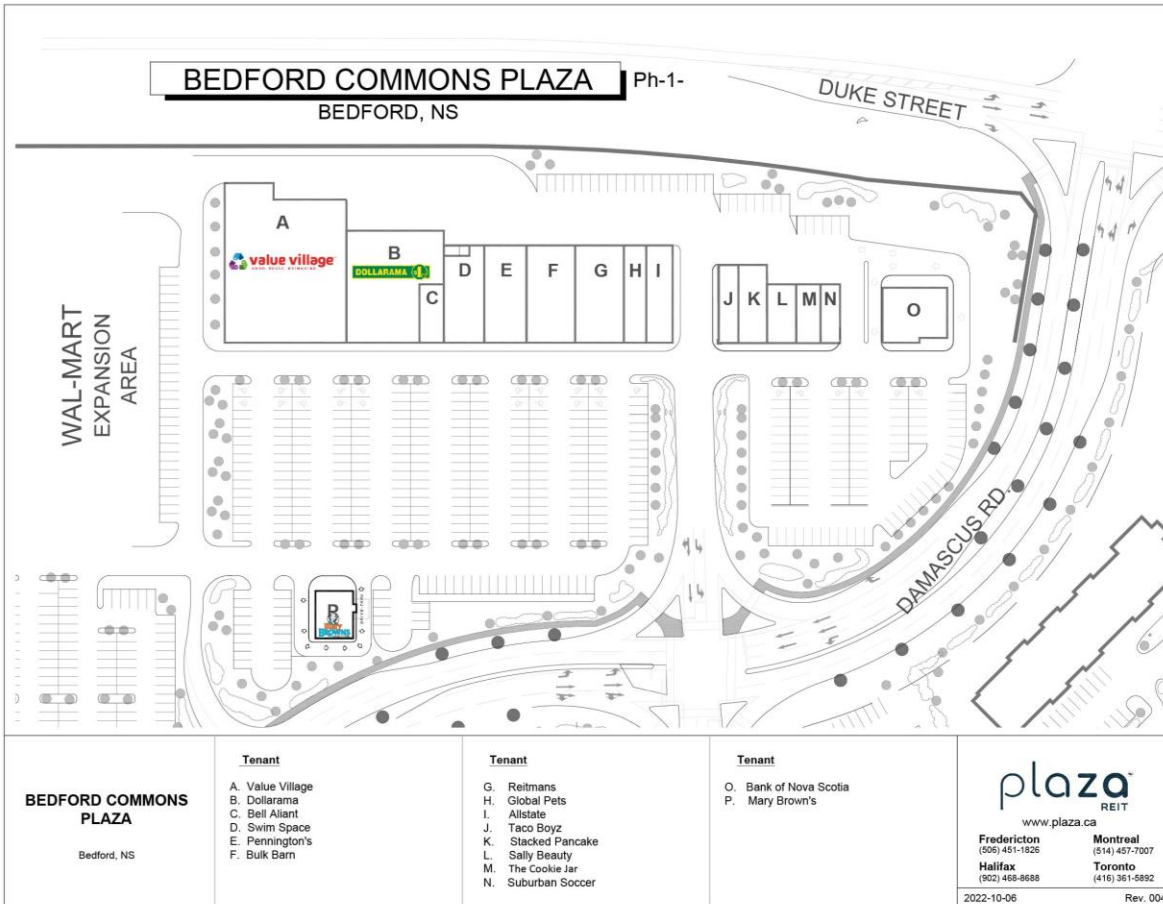 BEDFORD COMMONS PLAZA Ph-1-
BEDFORD, NS
DUKE STREET
WAL-MART
EXPANSION
AREA
A
value village
B
DOLLARAMA
C
D
E
F
G
H
I
J
K
L
M
N
O
DAMASCUS RD.
MARY
BROWN'S
BEDFORD COMMONS
PLAZA
Bedford, NS
Tenant
A. Value Village
B. Dollarama
C. Bell Aliant
D. Swim Space
E. Pennington's
F. Bulk Barn
Tenant
G. Reitmans
H. Global Pets
I. Allstate
J. Taco Boyz
K. Stacked Pancake
L. Sally Beauty
M. The Cookie Jar
N. Suburban Soccer
Tenant
O. Bank of Nova Scotia
P. Mary Brown's
plaza
REIT
www.plaza.ca
Fredericton
(506) 451-1826
Montreal
(514) 457-7007
Halifax
(902) 468-8688
Toronto
(416) 361-5892
2022-10-06
Rev. 004